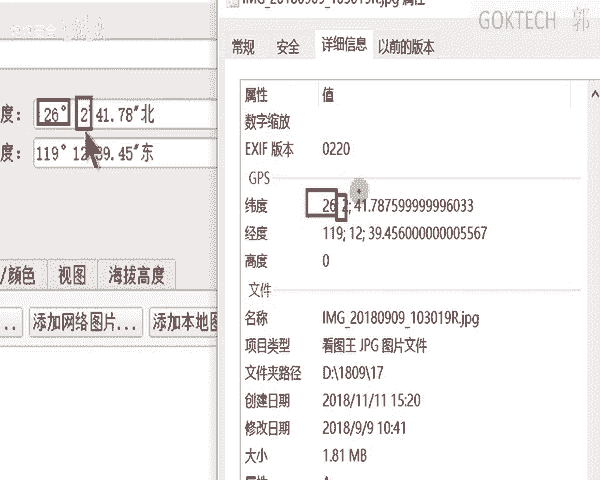 IMG_20180909_103019R.jpg 属性
GOKTECH 郭
常规 安全 详细信息 以前的版本
度: 26° 2′41.78″北
度: 119° 12′39.45″东
/颜色 视图 海拔高度
... 添加网络图片... 添加本地图
属性 值
数字缩放
EXIF 版本 0220
GPS
纬度 26; 2; 41.787599999996033
经度 119; 12; 39.456000000005567
高度 0
文件
名称 IMG_20180909_103019R.jpg
项目类型 看图王 JPG 图片文件
文件夹路径 D:\1809\17
创建日期 2018/11/11 15:20
修改日期 2018/9/9 10:41
大小 1.81 MB